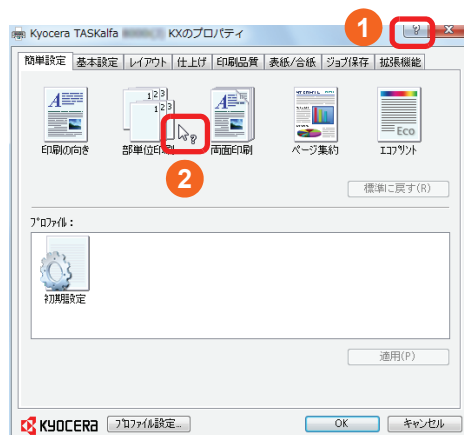 1
Kyocera TASKalfa KXのプロパティ
?
簡単設定 基本設定 レイアウト 仕上げ 印刷品質 表紙/合紙 ジョブ保存 拡張機能
A
123
123
A
Eco
印刷の向き 部単位印刷 両面印刷 ページ集約 エコプリント
?
2
標準に戻す(R)
プロファイル:
初期設定
適用(P)
KYOCERA プロファイル設定... OK キャンセル